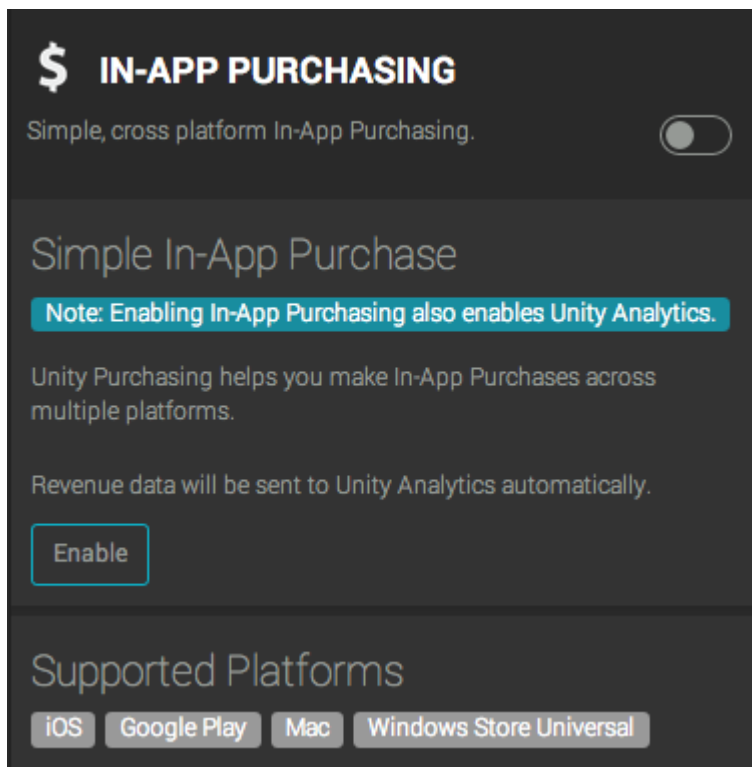 $ IN-APP PURCHASING
Simple, cross platform In-App Purchasing.
Simple In-App Purchase
Note: Enabling In-App Purchasing also enables Unity Analytics.
Unity Purchasing helps you make In-App Purchases across
multiple platforms.
Revenue data will be sent to Unity Analytics automatically.
Enable
Supported Platforms
iOS Google Play Mac Windows Store Universal